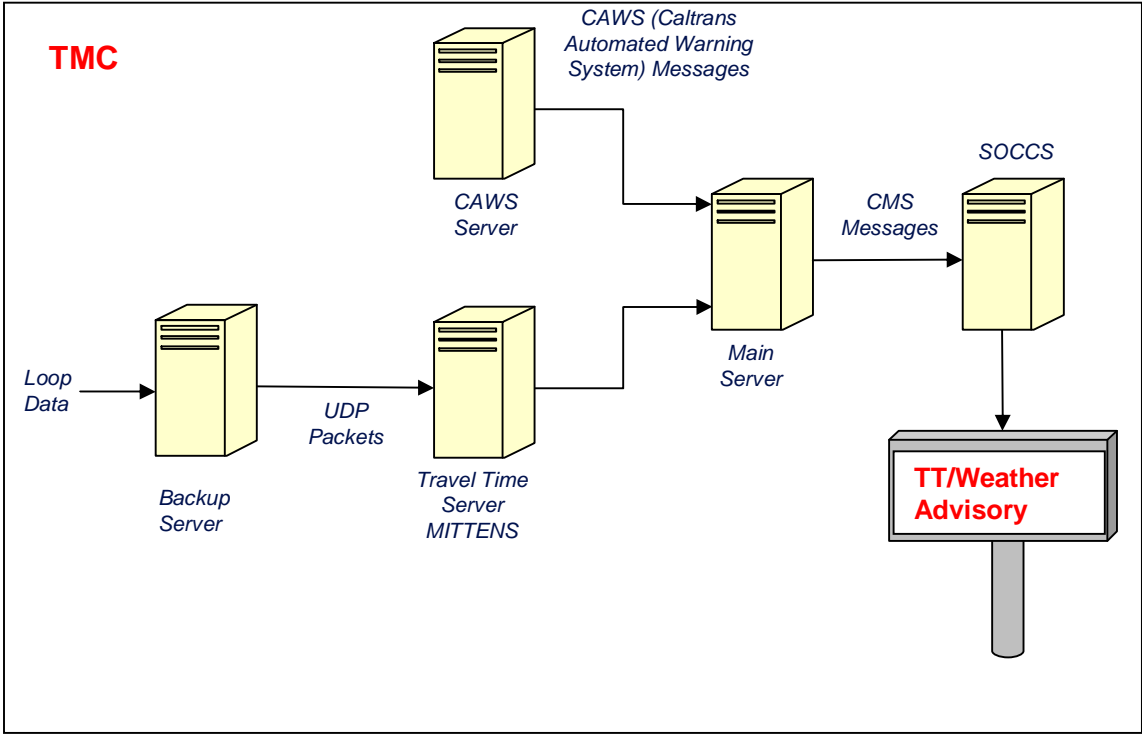 TMC
CAWS (Caltrans
Automated Warning
System) Messages
CAWS
Server
SOCCS
CMS
Messages
Main
Server
Loop
Data
UDP
Packets
Backup
Server
Travel Time
Server
MITTENS
TT/Weather
Advisory